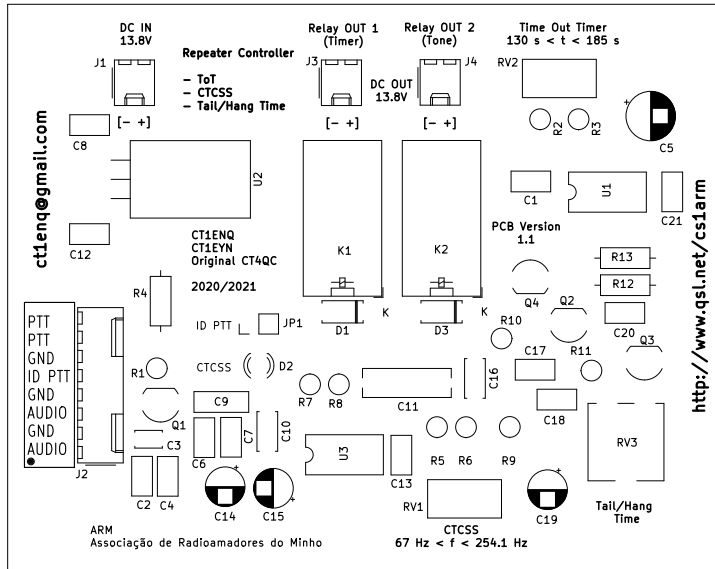 DC IN
13.8V
J1
[- +]
Repeater Controller
- ToT
- CTCSS
- Tail/Hang Time
Relay OUT 1
(Timer)
J3
[- +]
Relay OUT 2
(Tone)
J4
[- +]
DC OUT
13.8V
Time Out Timer
130 s < t < 185 s
RV2
R2
R3
C5
ct1enq@gmail.com
C8
U2
C12
C1
U1
C21
K1
K2
CT1ENQ
CT1EYN
Original CT4QC
2020/2021
PCB Version
1.1
R13
R12
http://www.qsl.net/cs1arm
R4
Q4
Q2
C20
D1
K
D3
K
ID PTT
JP1
R10
Q3
PTT
PTT
GND
ID PTT
GND
AUDIO
GND
AUDIO
J2
R1
CTCSS
D2
C17
R11
C16
R7
R8
C11
C9
C18
Q1
C3
C6
C7
C10
U3
C13
R5
R6
R9
RV3
C2
C4
C14
C15
RV1
C19
Tail/Hang
Time
CTCSS
67 Hz < f < 254.1 Hz
ARM
Associação de Radioamadores do Minho